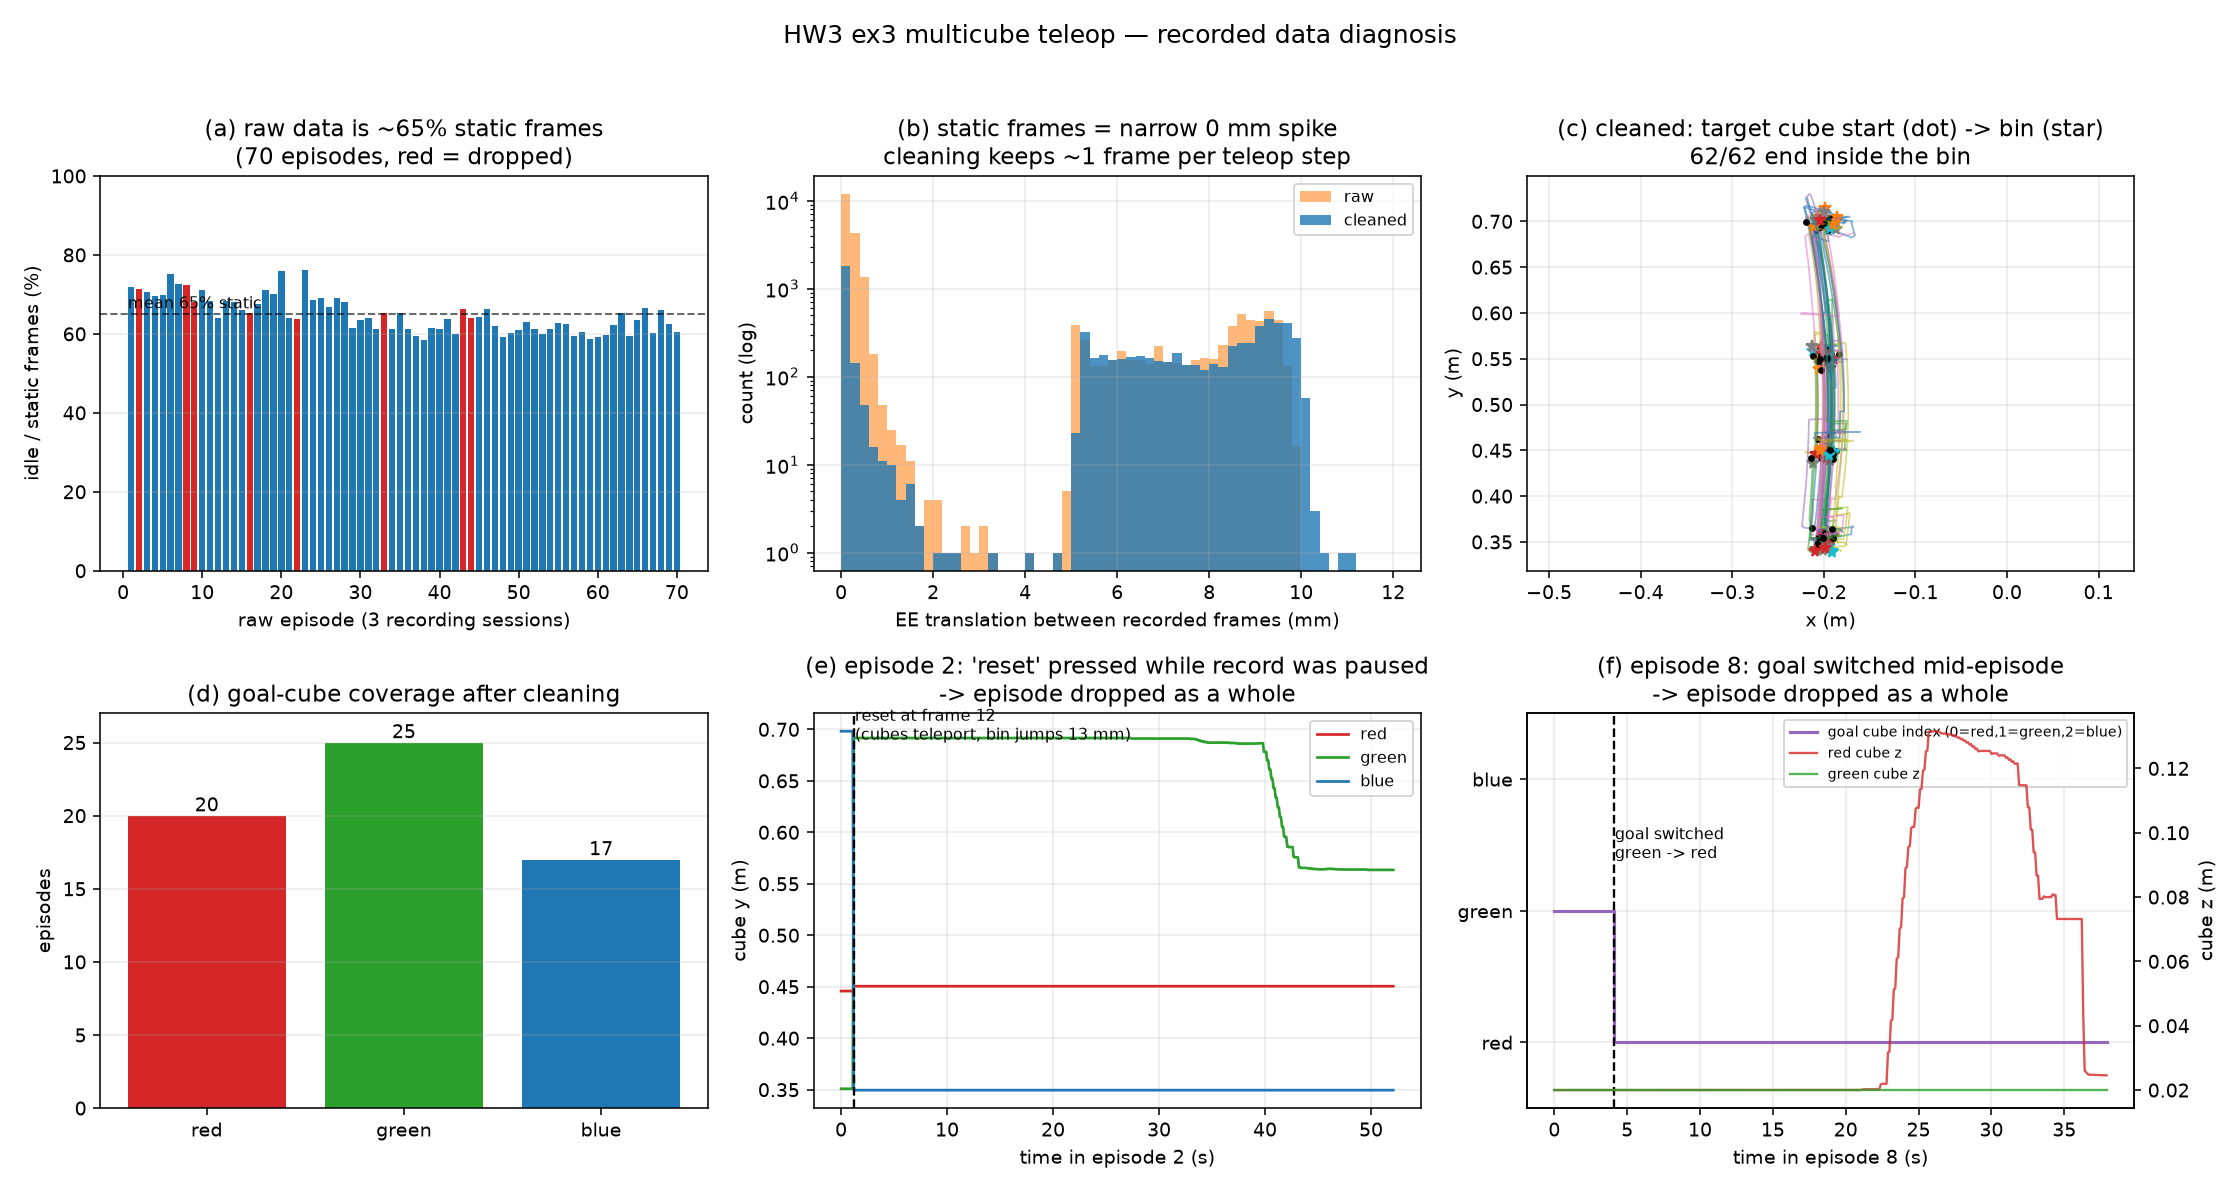 HW3 ex3 multicube teleop — recorded data diagnosis
(a) raw data is ~65% static frames
(70 episodes, red = dropped)
idle / static frames (%)
100
80
60
40
20
0
mean 65% static
0 10 20 30 40 50 60 70
raw episode (3 recording sessions)
(b) static frames = narrow 0 mm spike
cleaning keeps ~1 frame per teleop step
count (log)
10⁴
10³
10²
10¹
10⁰
raw
cleaned
0 2 4 6 8 10 12
EE translation between recorded frames (mm)
(c) cleaned: target cube start (dot) -> bin (star)
62/62 end inside the bin
y (m)
0.70
0.65
0.60
0.55
0.50
0.45
0.40
0.35
−0.5 −0.4 −0.3 −0.2 −0.1 0.0 0.1
x (m)
(d) goal-cube coverage after cleaning
episodes
25
20
15
10
5
0
20
25
17
red green blue
(e) episode 2: 'reset' pressed while record was paused
-> episode dropped as a whole
cube y (m)
0.70
0.65
0.60
0.55
0.50
0.45
0.40
0.35
reset at frame 12
(cubes teleport, bin jumps 13 mm)
red
green
blue
0 10 20 30 40 50
time in episode 2 (s)
(f) episode 8: goal switched mid-episode
-> episode dropped as a whole
blue
green
red
goal cube index (0=red,1=green,2=blue)
red cube z
green cube z
goal switched
green -> red
0.12
0.10
0.08
0.06
0.04
0.02
cube z (m)
0 5 10 15 20 25 30 35
time in episode 8 (s)